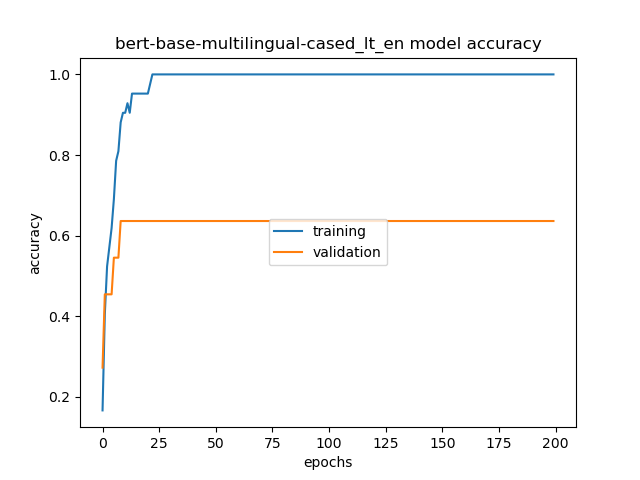 bert-base-multilingual-cased_lt_en model accuracy
1.0
0.8
0.6
0.4
0.2
accuracy
training
validation
0 25 50 75 100 125 150 175 200
epochs